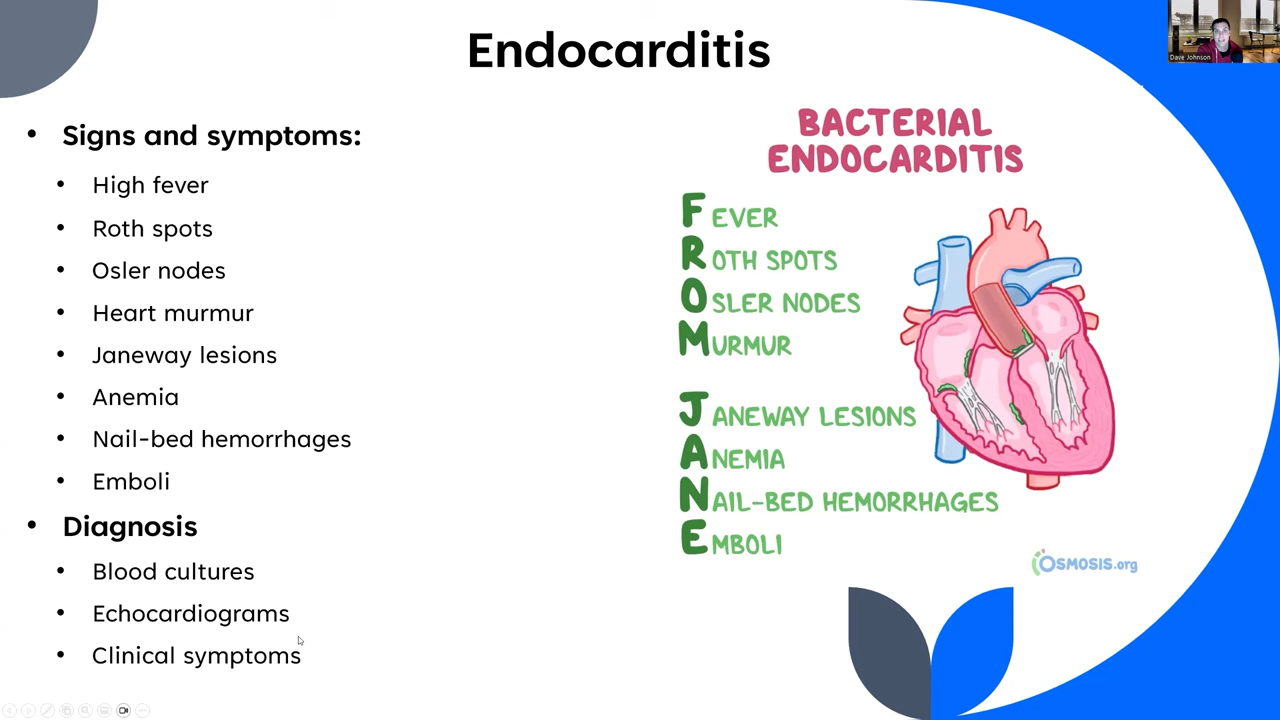 Endocarditis
Dave Johnson
• Signs and symptoms:
• High fever
• Roth spots
• Osler nodes
• Heart murmur
• Janeway lesions
• Anemia
• Nail-bed hemorrhages
• Emboli
• Diagnosis
• Blood cultures
• Echocardiograms
• Clinical symptoms
BACTERIAL
ENDOCARDITIS
FEVER
ROTH SPOTS
OSLER NODES
MURMUR
JANEWAY LESIONS
ANEMIA
NAIL-BED HEMORRHAGES
EMBOLI
OSMOSIS.org